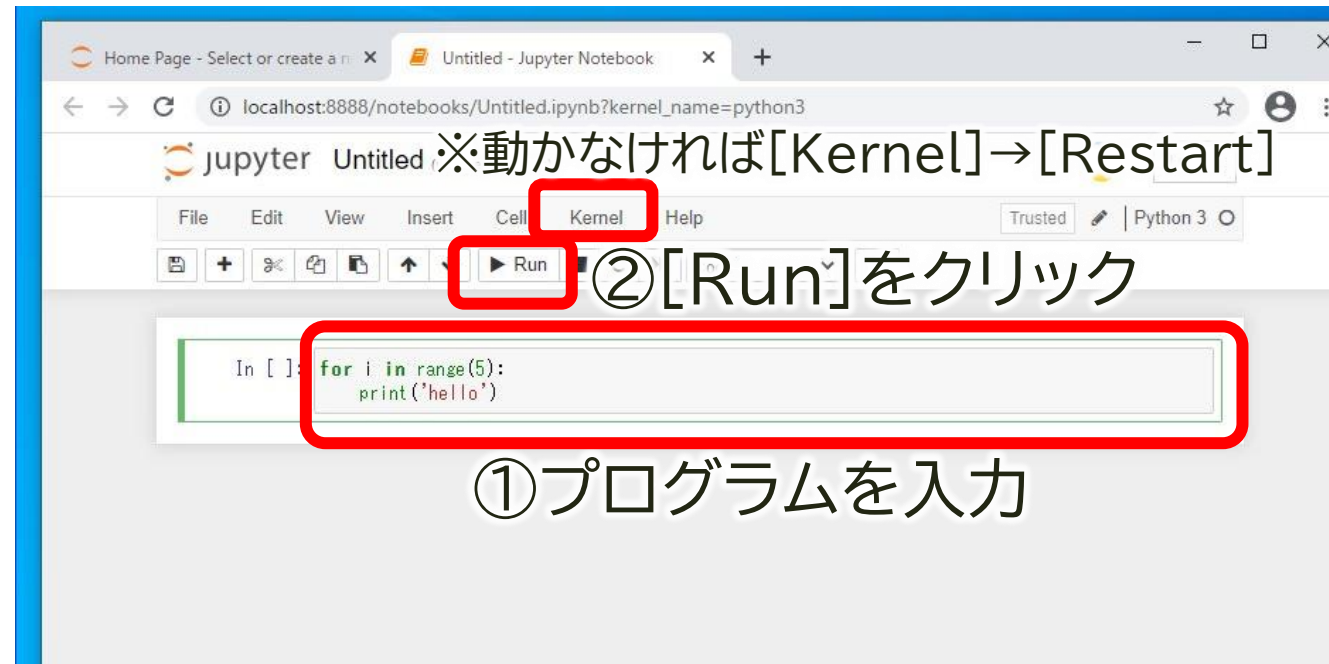 Home Page - Select or create a n
Untitled - Jupyter Notebook
localhost:8888/notebooks/Untitled.ipynb?kernel_name=python3
jupyter Untitled ※動かなければ[Kernel]→[Restart]
File Edit View Insert Cell Kernel Help Trusted Python 3
Run ②[Run]をクリック
In [ ]: for i in range(5):
print('hello')
①プログラムを入力